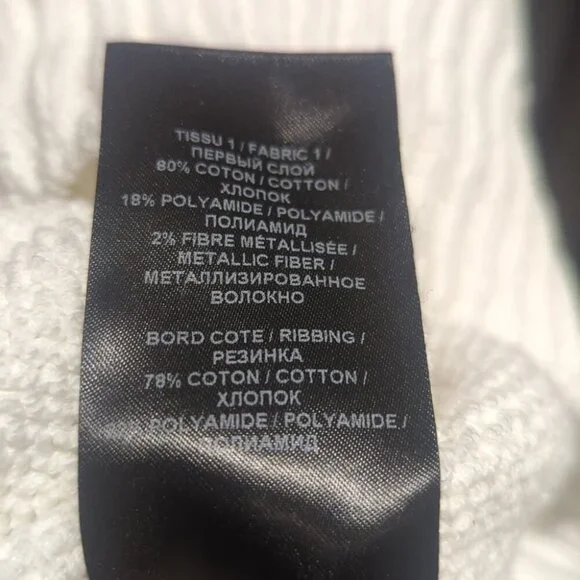 TISSU 1 / FABRIC 1 /
ПЕРВЫЙ СЛОЙ
80% COTON / COTTON /
ХЛОПОК
18% POLYAMIDE / POLYAMIDE /
ПОЛИАМИД
2% FIBRE MÉTALLISÉE /
METALLIC FIBER /
МЕТАЛЛИЗИРОВАННОЕ
ВОЛОКНО
BORD COTE / RIBBING /
РЕЗИНКА
78% COTON / COTTON /
ХЛОПОК
POLYAMIDE / POLYAMIDE /
ПОЛИАМИД